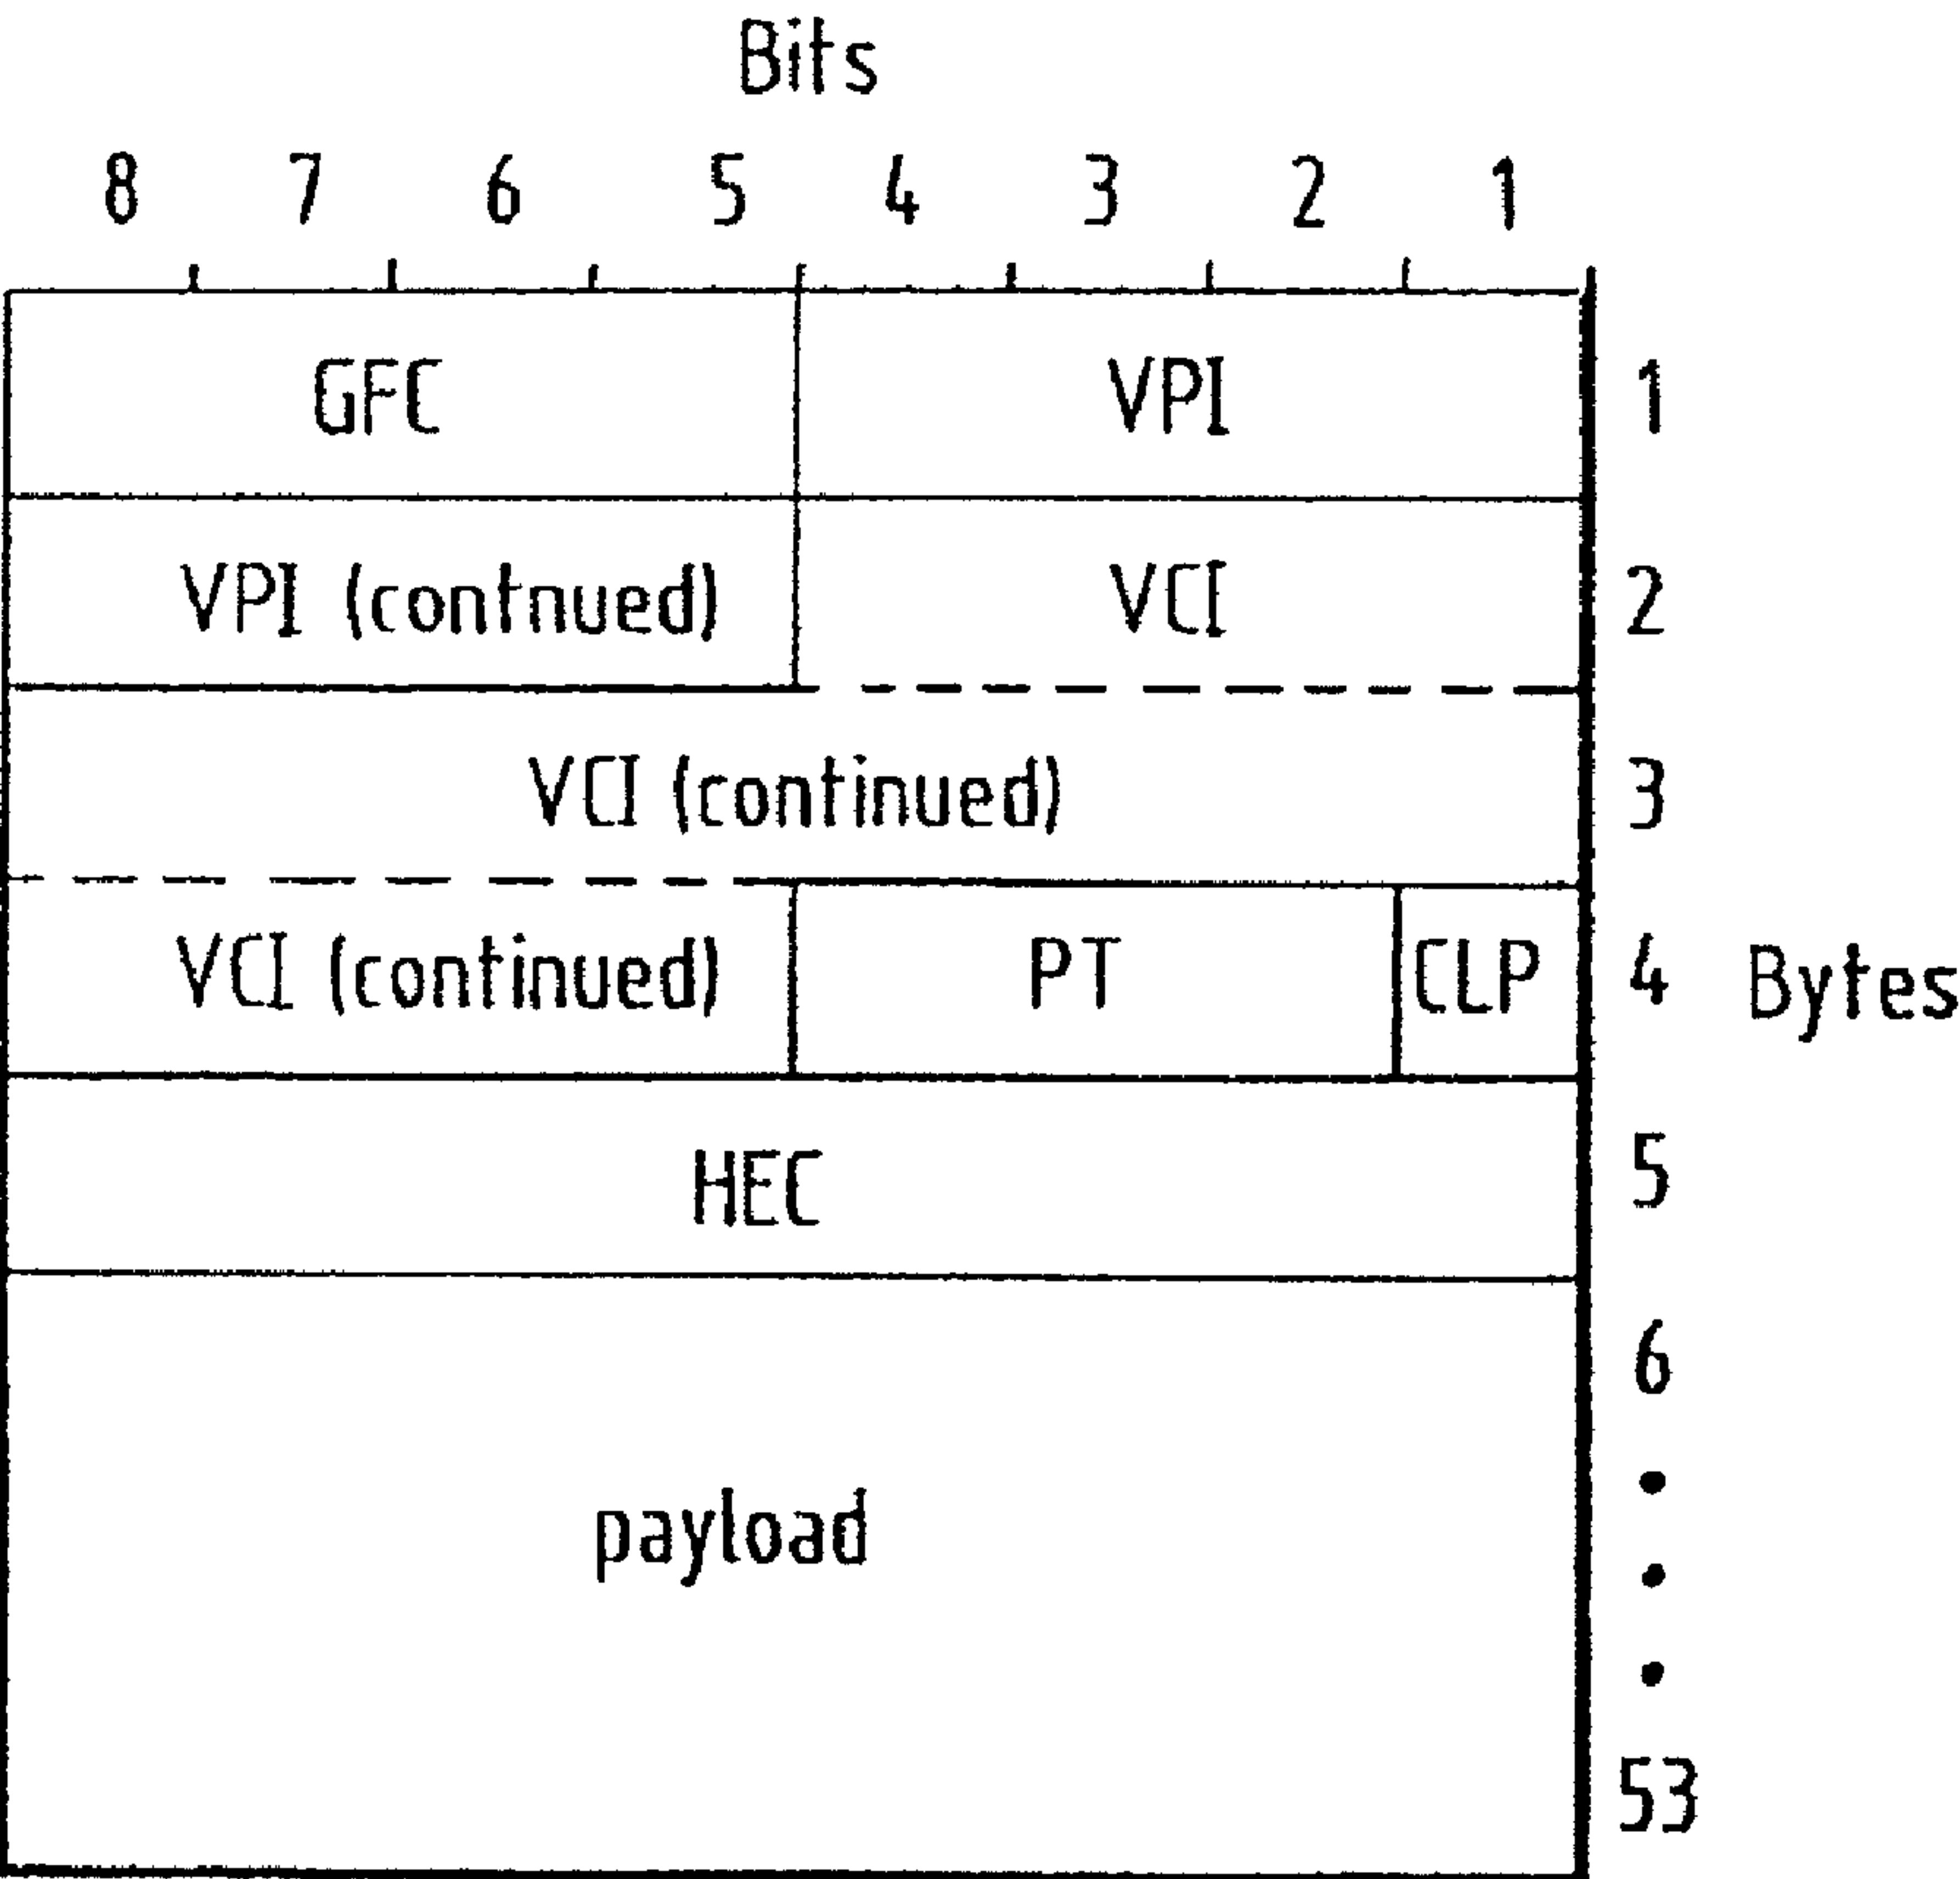 Bits
8 7 6 5 4 3 2 1
GFC VPI 1
VPI (contnued) VCI 2
VCI (continued) 3
VCI (continued) PT CLP 4 Bytes
HEC 5
6
payload
53